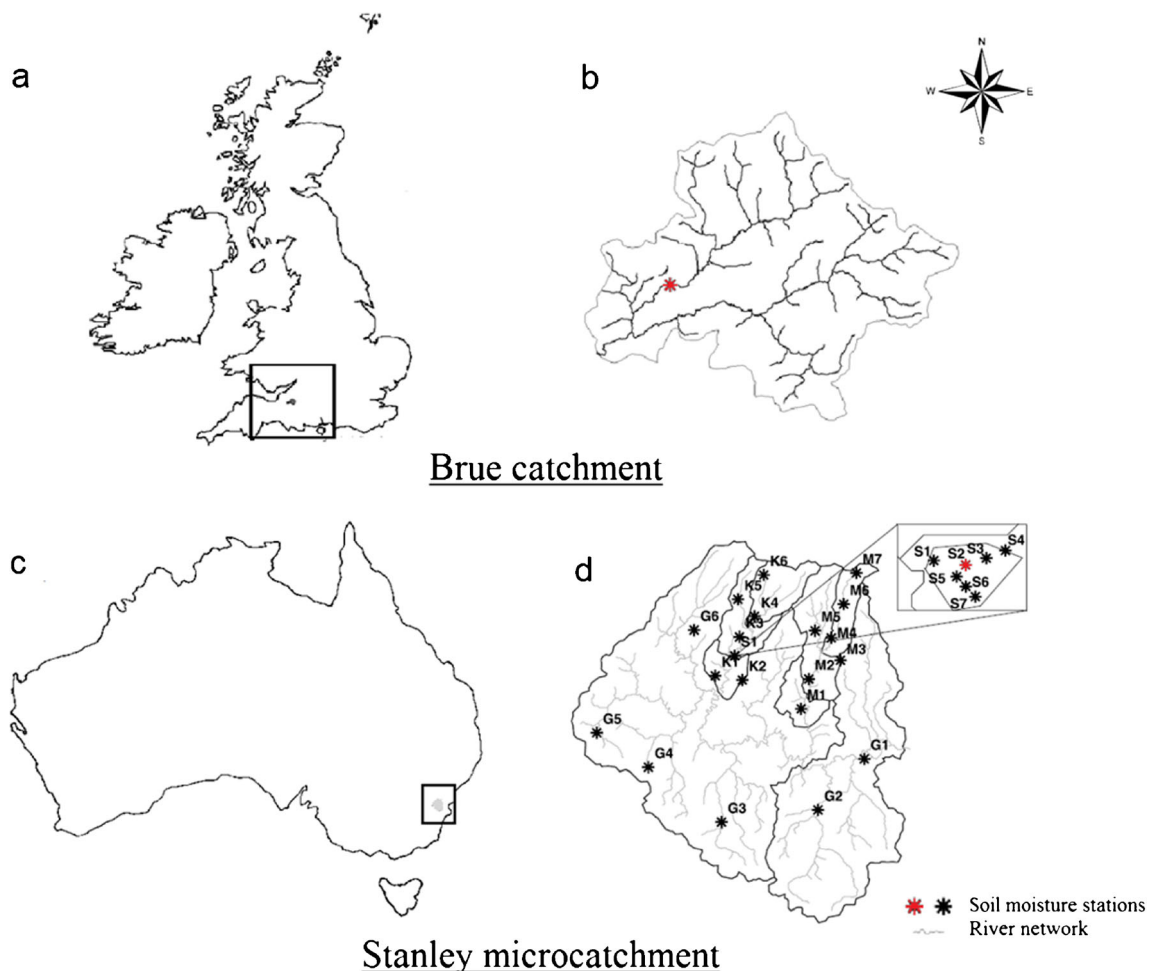 a
b
N
W
E
S
Brue catchment
c
d
K6
M7
K5
M6
K4
G6
K3
M5
S1
M4
K1
K2
M2
M3
M1
G5
G4
G1
G3
G2
S1
S2
S3
S4
S5
S6
S7
Soil moisture stations
River network
Stanley microcatchment